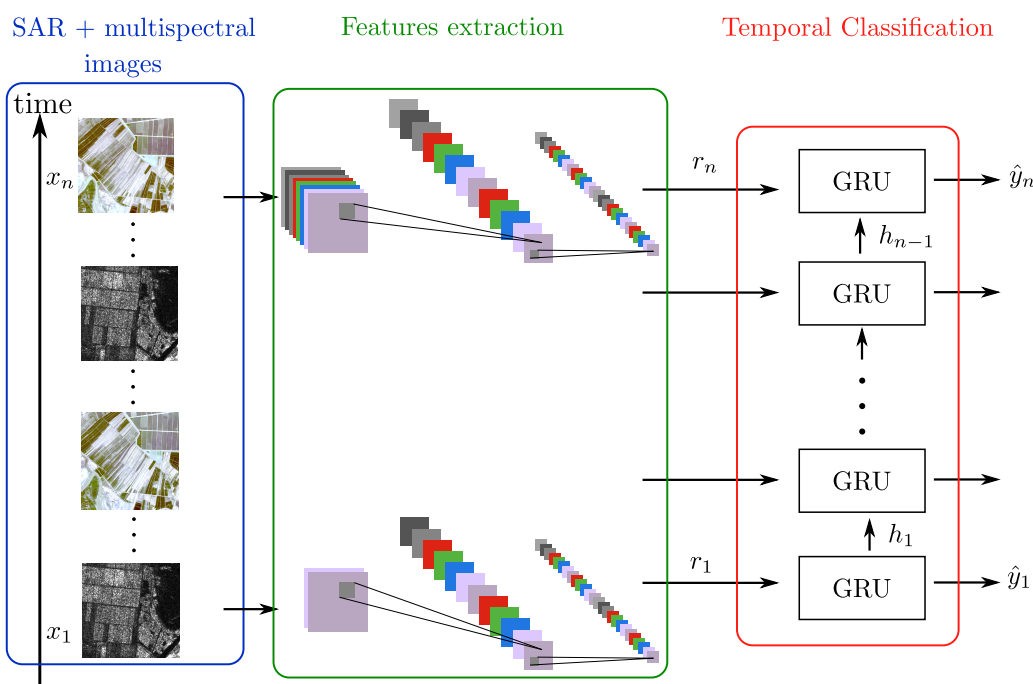 SAR + multispectral
images
Features extraction
Temporal Classification
time
x_n
x_1
r_n
r_1
GRU
h_{n−1}
GRU
GRU
h_1
GRU
ŷ_n
ŷ_1